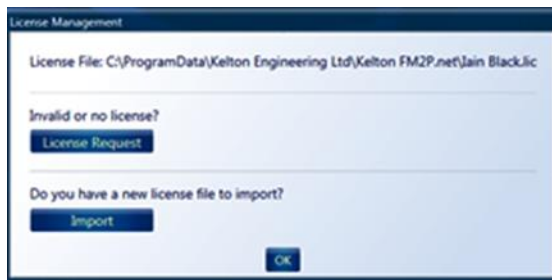 License Management
License File: C:\ProgramData\Kelton Engineering Ltd\Kelton FM2P.net\Iain Black.lic
Invalid or no license?
License Request
Do you have a new license file to import?
Import
OK